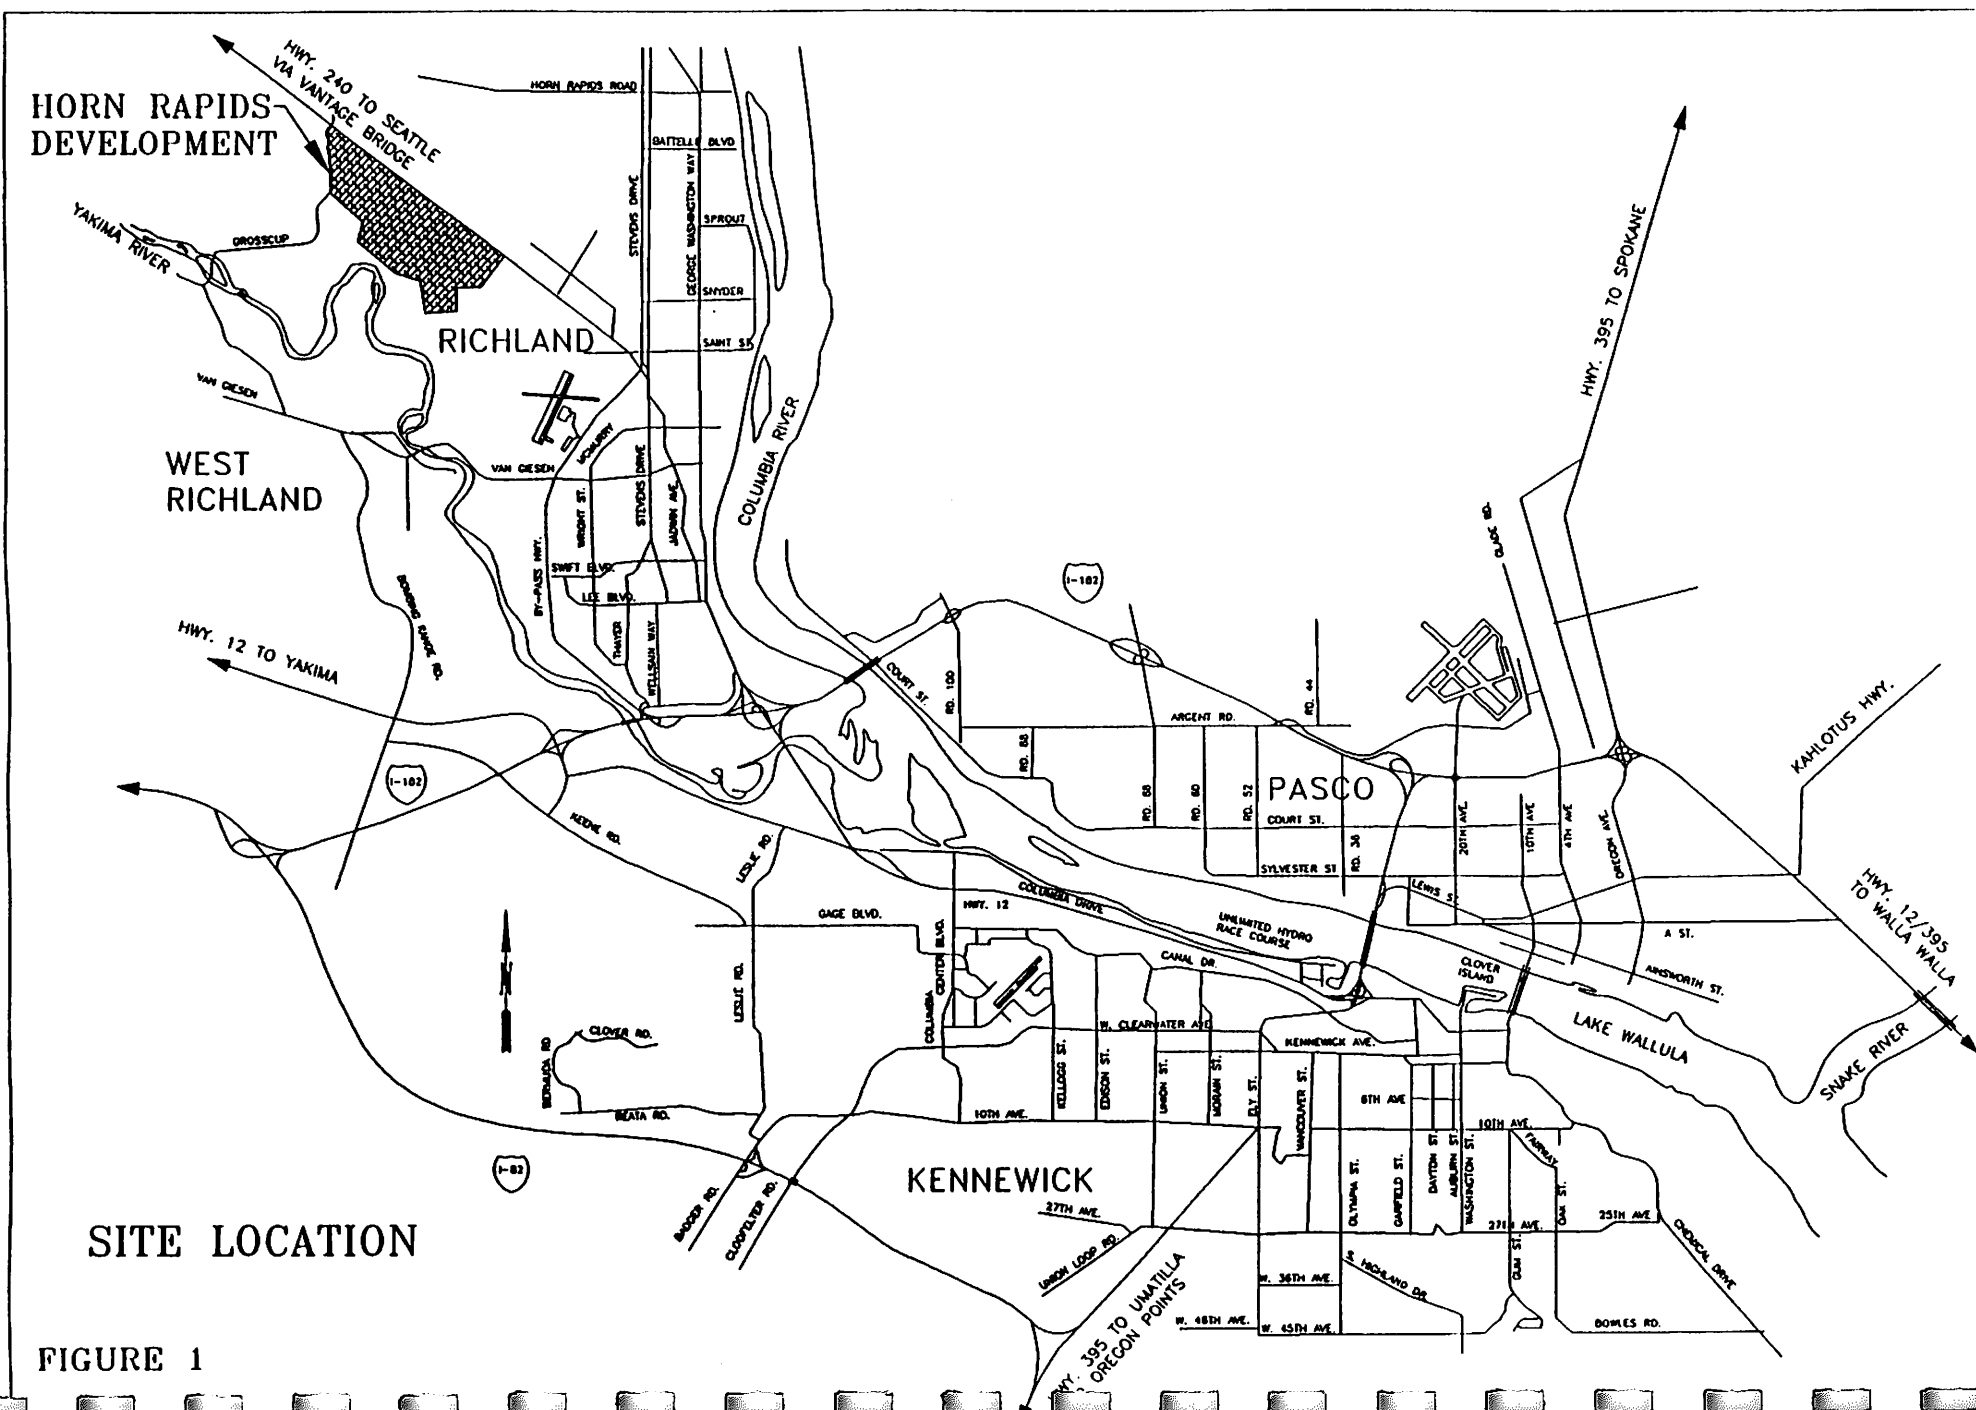 HWY. 240 TO SEATTLE
VIA VANTAGE BRIDGE
HORN RAPIDS
DEVELOPMENT
HORN RAPIDS ROAD
BATTELLE BLVD
STEVENS DRIVE
GEORGE WASHINGTON WAY
SPROUT
SNYDER
SAINT ST.
YAKIMA RIVER
GROSSCUP
RICHLAND
VAN GIESEN
WEST
RICHLAND
VAN GIESEN
MCMURRY
WRIGHT ST.
STEVENS DRIVE
JADWIN AVE.
COLUMBIA RIVER
BY-PASS HWY.
SWIFT BLVD.
LEE BLVD.
THAYER
WELLSAIN WAY
BOMBING RANGE RD.
HWY. 12 TO YAKIMA
I-182
HWY. 395 TO SPOKANE
GLADE RD.
I-182
COURT ST.
RD. 100
RD. 44
ARGENT RD.
RD. 88
RD. 68
RD. 60
RD. 52
PASCO
COURT ST.
RD. 36
SYLVESTER ST
20TH AVE.
10TH AVE
4TH AVE
OREGON AVE.
KAHLOTUS HWY.
HWY. 12/395
TO WALLA WALLA
LEWIS ST.
A ST.
AINSWORTH ST.
KEENE RD.
LESLIE RD.
GAGE BLVD.
LESLIE RD.
HWY. 12
COLUMBIA DRIVE
UNLIMITED HYDRO
RACE COURSE
CANAL DR.
CLOVER
ISLAND
COLUMBIA CENTER BLVD.
LAKE WALLULA
SNAKE RIVER
W. CLEARWATER AVE
KENNEWICK AVE.
CLOVER RD.
BERMUDA RD
REATA RD.
KELLOGG ST.
EDISON ST.
UNION ST.
MORAIN ST.
ELY ST.
VANCOUVER ST.
6TH AVE
10TH AVE.
10TH AVE.
FAIRWAY
KENNEWICK
OLYMPIA ST.
GARFIELD ST.
DAYTON ST.
AUBURN ST.
WASHINGTON ST.
OAK ST.
27TH AVE.
27TH AVE.
25TH AVE
GUM ST.
CHEMICAL DRIVE
I-82
BADGER RD.
CLODFELTER RD.
UNION LOOP RD.
S HIGHLAND DR
W. 36TH AVE.
W. 48TH AVE.
W. 45TH AVE.
BOWLES RD.
HWY. 395 TO UMATILLA
OREGON POINTS
SITE LOCATION
FIGURE 1